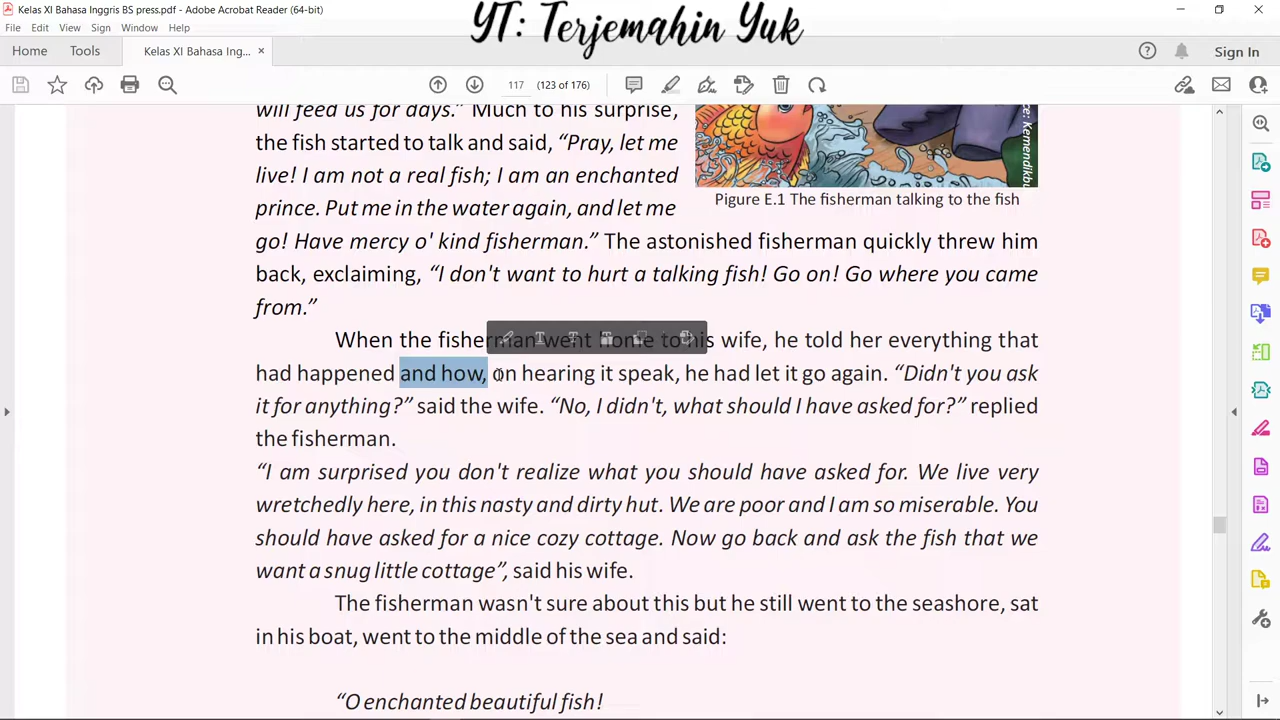 Kelas XI Bahasa Inggris BS press.pdf - Adobe Acrobat Reader (64-bit)
YT: Terjemahin Yuk
File Edit View Sign Window Help
Home Tools Kelas XI Bahasa Ing... × Sign In
117 (123 of 176)
will feed us for days.” Much to his surprise,
the fish started to talk and said, “Pray, let me
live! I am not a real fish; I am an enchanted
prince. Put me in the water again, and let me
go! Have mercy o' kind fisherman.” The astonished fisherman quickly threw him
back, exclaiming, “I don't want to hurt a talking fish! Go on! Go where you came
from.”
Pigure E.1 The fisherman talking to the fish
When the fisherman went home to his wife, he told her everything that
had happened and how, on hearing it speak, he had let it go again. “Didn't you ask
it for anything?” said the wife. “No, I didn't, what should I have asked for?” replied
the fisherman.
“I am surprised you don't realize what you should have asked for. We live very
wretchedly here, in this nasty and dirty hut. We are poor and I am so miserable. You
should have asked for a nice cozy cottage. Now go back and ask the fish that we
want a snug little cottage”, said his wife.
The fisherman wasn't sure about this but he still went to the seashore, sat
in his boat, went to the middle of the sea and said:
“O enchanted beautiful fish!